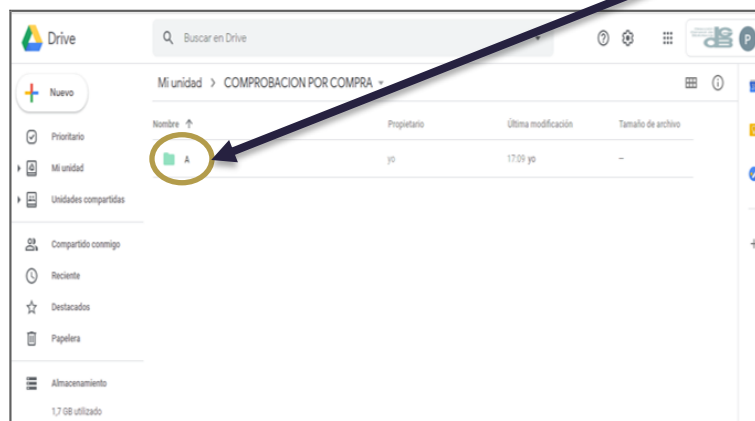 Drive
Buscar en Drive
P
Nuevo
Mi unidad > COMPROBACION POR COMPRA
Nombre ↑ Propietario Última modificación Tamaño de archivo
A yo 17:09 yo –
Prioritario
Mi unidad
Unidades compartidas
Compartido conmigo
Reciente
Destacados
Papelera
Almacenamiento
1,7 GB utilizado